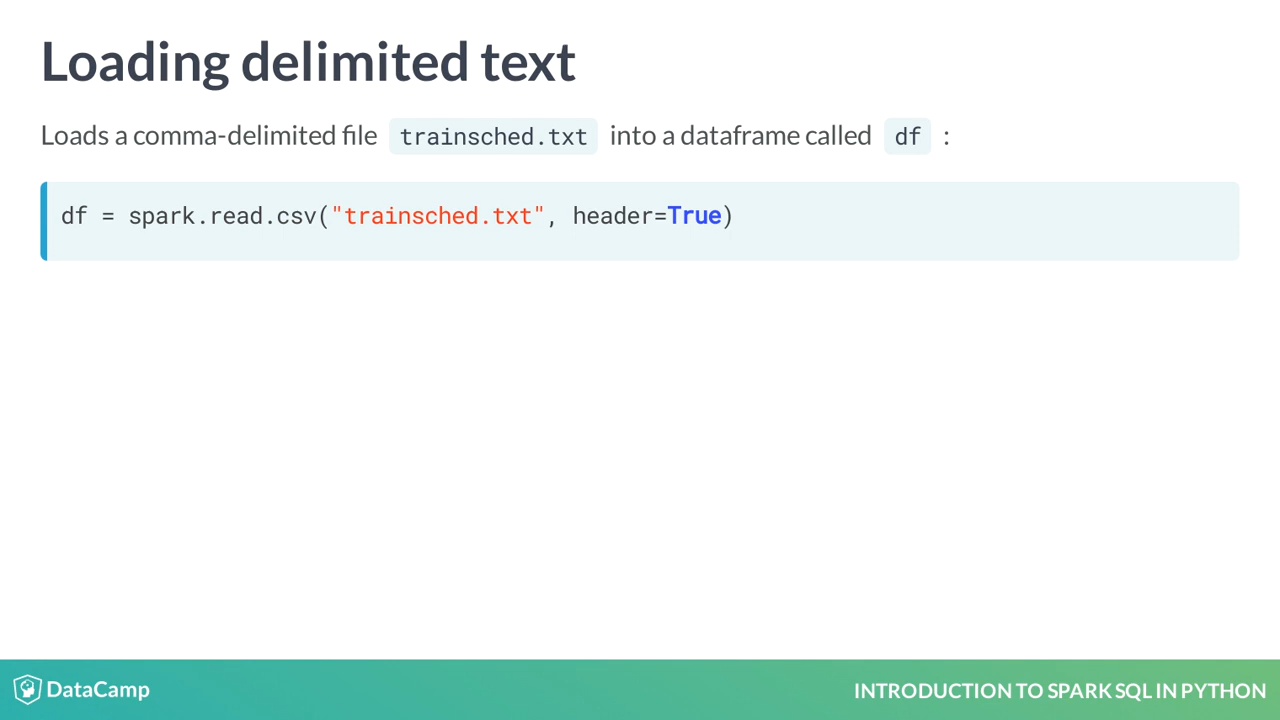 Loading delimited text
Loads a comma-delimited file trainsched.txt into a dataframe called df :
df = spark.read.csv("trainsched.txt", header=True)
DataCamp
INTRODUCTION TO SPARK SQL IN PYTHON